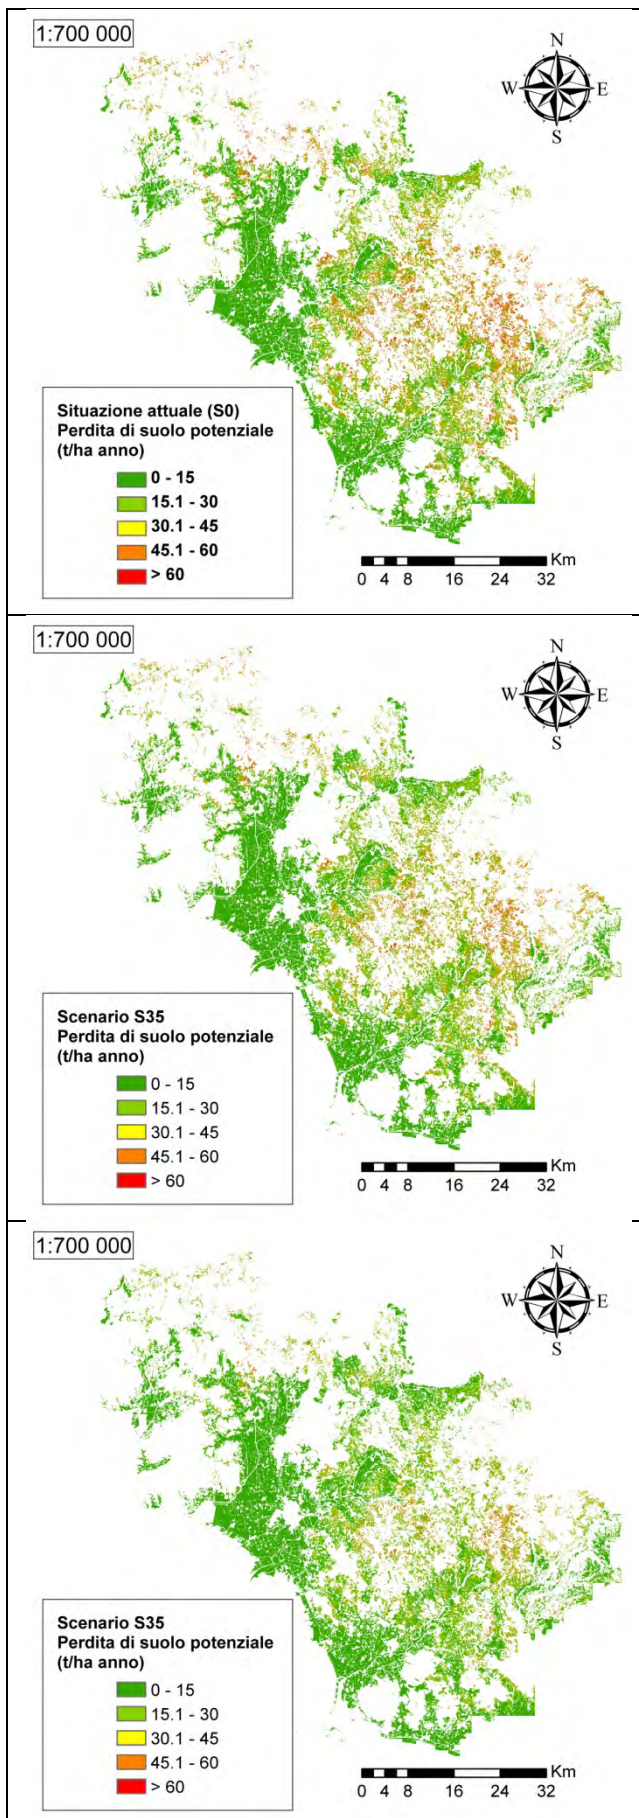 1:700 000
N
W E
S
Situazione attuale (S0)
Perdita di suolo potenziale
(t/ha anno)
0 - 15
15.1 - 30
30.1 - 45
45.1 - 60
> 60
Km
0 4 8 16 24 32
1:700 000
N
W E
S
Scenario S35
Perdita di suolo potenziale
(t/ha anno)
0 - 15
15.1 - 30
30.1 - 45
45.1 - 60
> 60
Km
0 4 8 16 24 32
1:700 000
N
W E
S
Scenario S35
Perdita di suolo potenziale
(t/ha anno)
0 - 15
15.1 - 30
30.1 - 45
45.1 - 60
> 60
Km
0 4 8 16 24 32